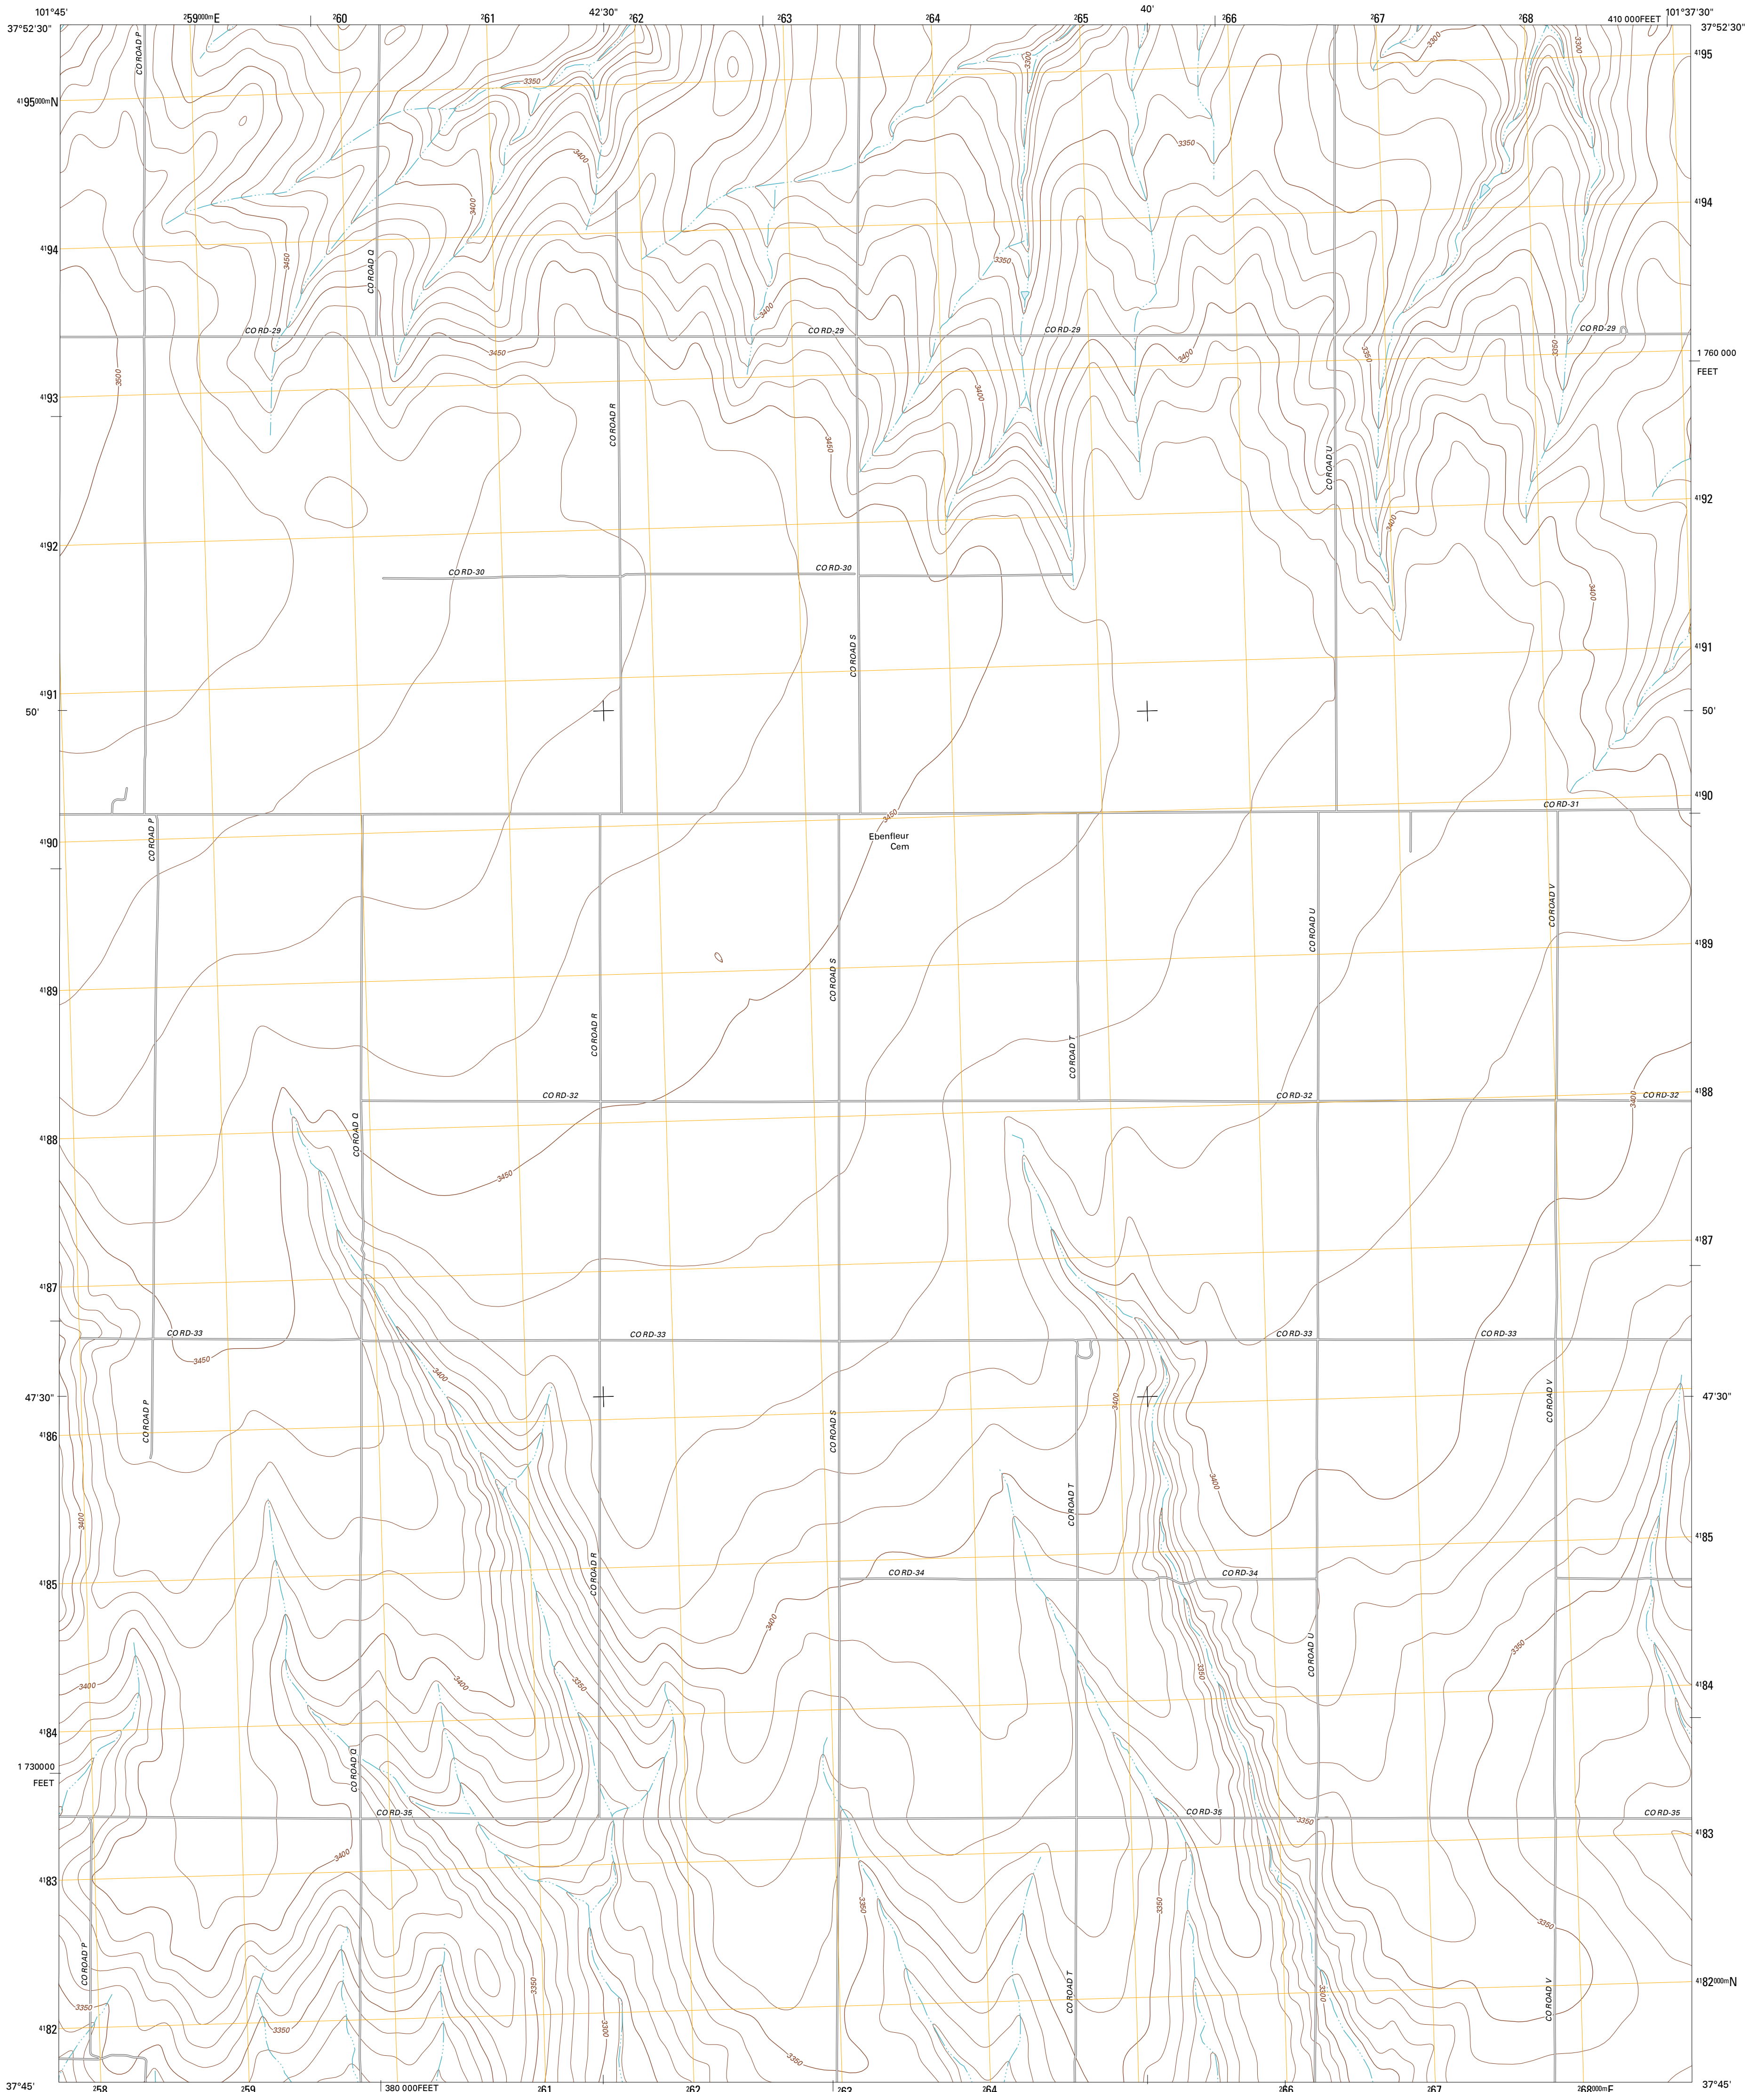 101°45'
²59⁰⁰⁰ᵐE
²60
²61
42'30"
²62
²63
²64
²65
40'
²66
²67
²68
410 000FEET
101°37'30"
37°52'30"
37°52'30"
CO ROAD P
3300
3300
3300
⁴¹95
3350
⁴¹95⁰⁰⁰ᵐN
3400
3350
⁴¹94
3400
⁴¹94
3450
CO ROAD Q
3350
3400
CO RD-29
CO RD-29
CO RD-29
CO RD-29
3450
3400
3350
3350
1 760 000
FEET
3500
3400
⁴¹93
CO ROAD R
3450
CO ROAD U
⁴¹92
3400
⁴¹92
CO RD-30
CO RD-30
3400
CO ROAD S
⁴¹91
⁴¹91
50'
50'
⁴¹90
CO RD-31
3450
Ebenfleur
Cem
CO ROAD P
⁴¹90
CO ROAD V
CO ROAD U
⁴¹89
CO ROAD S
⁴¹89
CO ROAD R
CO ROAD T
⁴¹88
CO RD-32
CO RD-32
CO RD-32
3400
CO ROAD Q
⁴¹88
3450
⁴¹87
⁴¹87
CO RD-33
CO RD-33
CO RD-33
CO RD-33
3450
3400
47'30"
3400
47'30"
CO ROAD P
CO ROAD S
CO ROAD V
⁴¹86
3400
CO ROAD T
3400
⁴¹85
CO ROAD R
CO RD-34
CO RD-34
⁴¹85
3400
3350
CO ROAD U
3350
3400
3400
3350
⁴¹84
⁴¹84
1 730000
FEET
CO ROAD Q
CO RD-35
CO RD-35
CO RD-35
3350
⁴¹83
3400
⁴¹83
3350
3350
3350
CO ROAD P
3350
CO ROAD T
3300
CO ROAD V
⁴¹82⁰⁰⁰ᵐN
3350
3350
3300
⁴¹82
3350
37°45'
²58
²59
380 000FEET
²61
²62
²63
²64
²66
²67
²68⁰⁰⁰ᵐE
37°45'